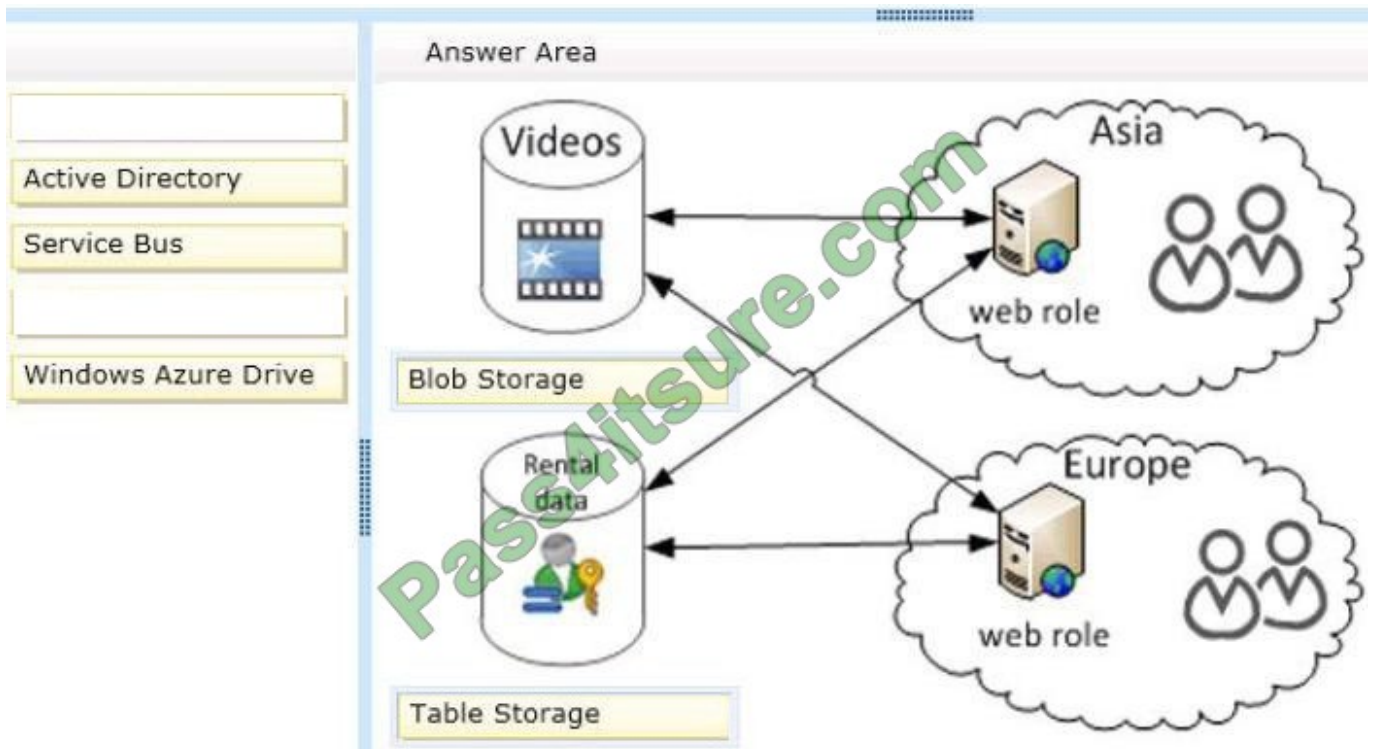 Answer Area
Active Directory
Service Bus
Windows Azure Drive
Videos
Blob Storage
Rental
data
Table Storage
Asia
web role
Europe
web role
Pass4itsure.com